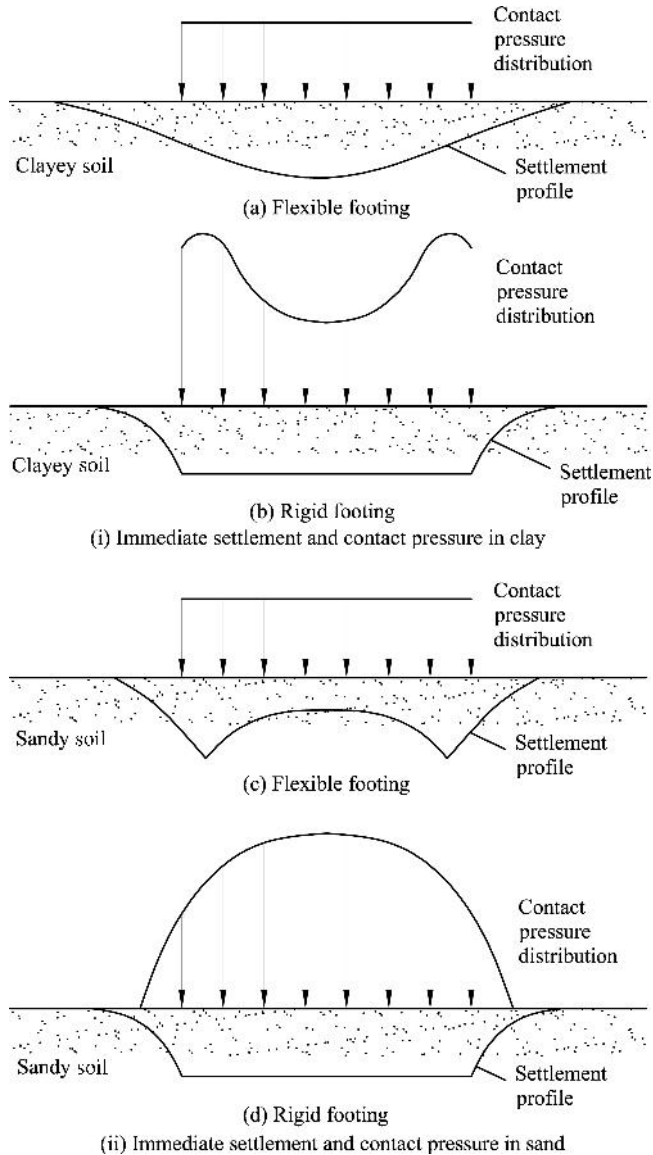 Contact
pressure
distribution
Clayey soil
Settlement
profile
(a) Flexible footing
Contact
pressure
distribution
Clayey soil
Settlement
profile
(b) Rigid footing
(i) Immediate settlement and contact pressure in clay
Contact
pressure
distribution
Sandy soil
Settlement
profile
(c) Flexible footing
Contact
pressure
distribution
Sandy soil
Settlement
profile
(d) Rigid footing
(ii) Immediate settlement and contact pressure in sand